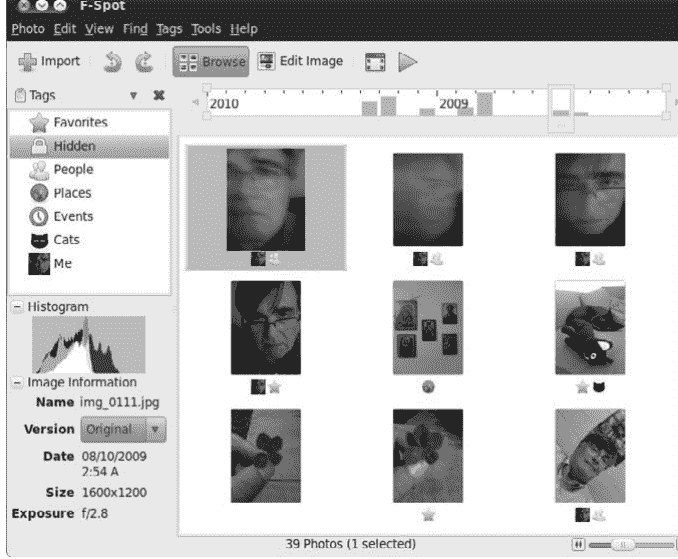 F-Spot
Photo Edit View Find Tags Tools Help
Import Browse Edit Image
Tags
2010 2009
Favorites
Hidden
People
Places
Events
Cats
Me
Histogram
Image Information
Name img_0111.jpg
Version Original
Date 08/10/2009
2:54 A
Size 1600x1200
Exposure f/2.8
39 Photos (1 selected)